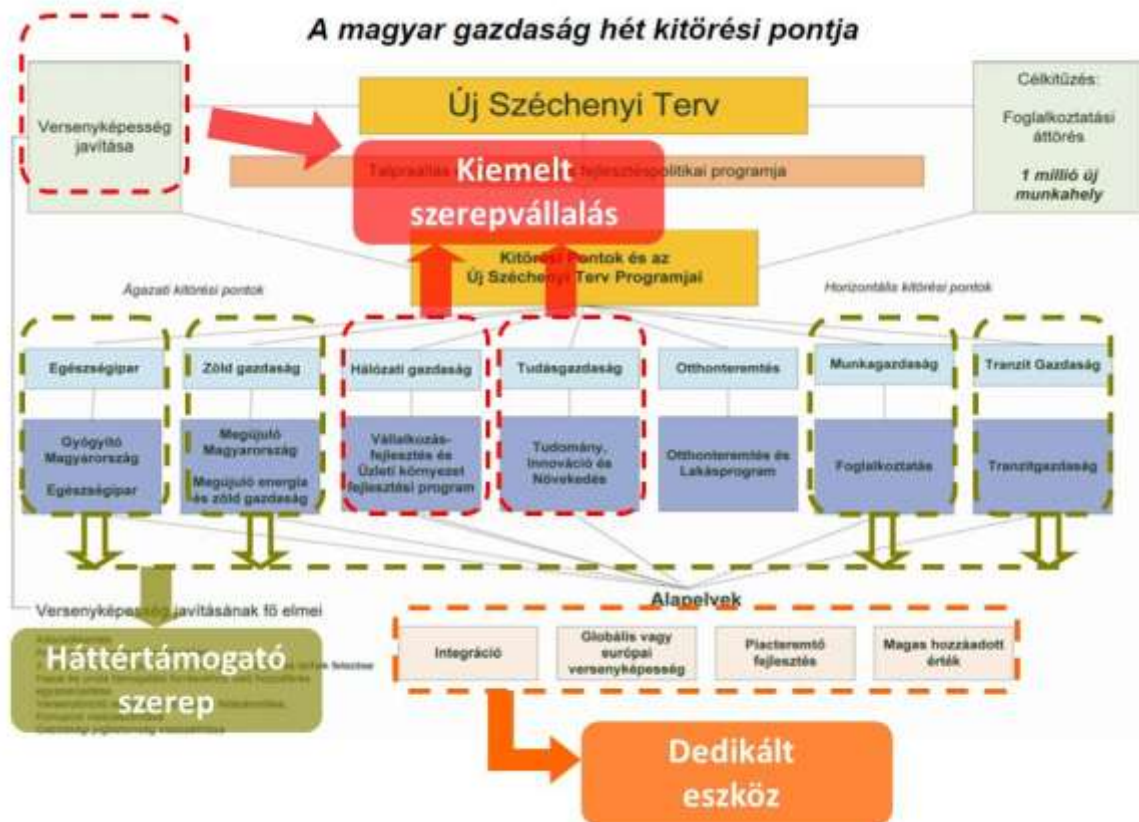 A magyar gazdaság hét kitörési pontja
Versenyképesség
javítása
Új Széchenyi Terv
Célkitűzés:
Foglalkoztatási
áttörés
1 millió új
munkahely
Talpraállás fejlesztéspolitikai programja
Kiemelt
szerepvállalás
Kitörési Pontok és az
Új Széchenyi Terv Programjai
Ágazati kitörési pontok
Horizontális kitörési pontok
Egészségipar
Zöld gazdaság
Hálózati gazdaság
Tudásgazdaság
Otthonteremtés
Munkagazdaság
Tranzit Gazdaság
Gyógyító
Magyarország
Egészségipar
Megújuló
Magyarország
Megújuló energia
és zöld gazdaság
Vállalkozás-
fejlesztés és
Üzleti környezet
fejlesztési program
Tudomány,
Innováció és
Növekedés
Otthonteremtés és
Lakásprogram
Foglalkoztatás
Tranzitgazdaság
Versenyképesség javításának fő elmei
Háttértámogató
szerep
Alapelvek
Integráció
Globális vagy
európai
versenyképesség
Piacteremtő
fejlesztés
Magas hozzáadott
érték
Dedikált
eszköz